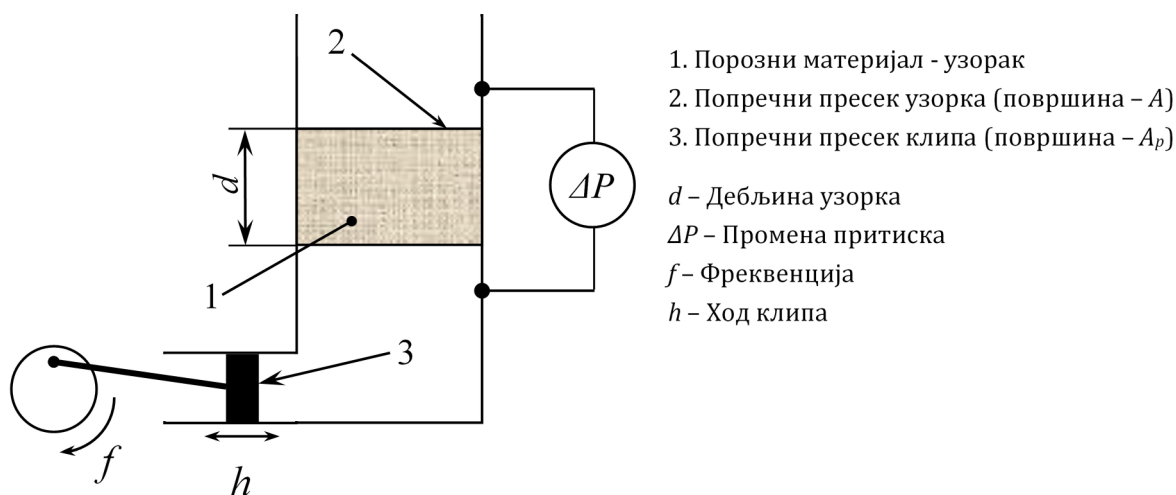 2
d
ΔP
1
3
f
h
1. Порозни материјал - узорак
2. Попречни пресек узорка (површина – A)
3. Попречни пресек клипа (површина – Aₚ)
d – Дебљина узорка
ΔP – Промена притиска
f – Фреквенција
h – Ход клипа